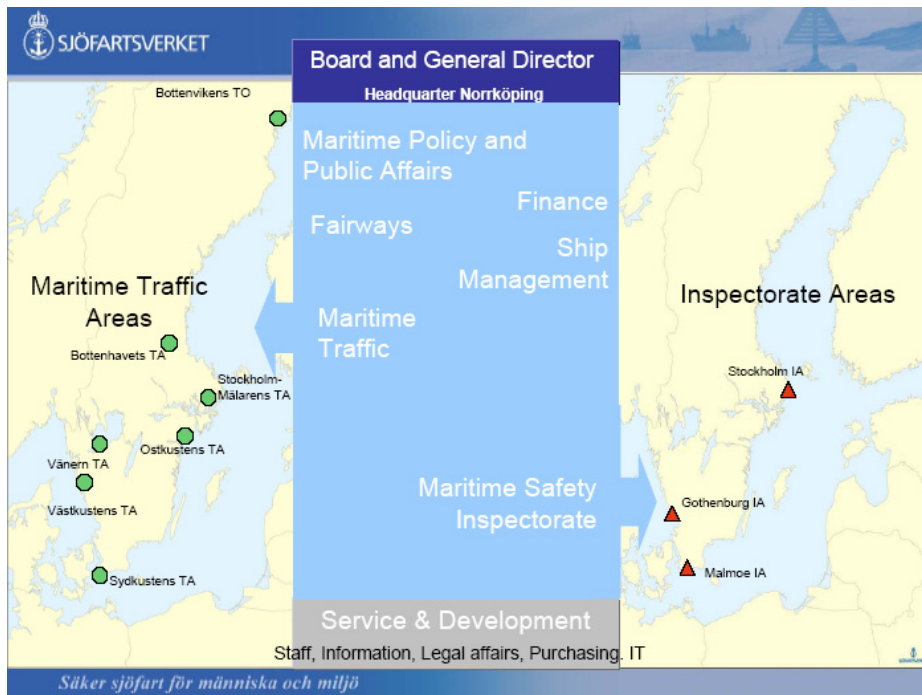 SJÖFARTSVERKET
Board and General Director
Headquarter Norrköping
Bottenvikens TO
Maritime Policy and
Public Affairs
Finance
Fairways
Ship
Management
Maritime Traffic
Areas
Maritime
Traffic
Inspectorate Areas
Bottenhavets TA
Stockholm-
Mälarens TA
Ostkustens TA
Vänern TA
Västkustens TA
Sydkustens TA
Stockholm IA
Maritime Safety
Inspectorate
Gothenburg IA
Malmoe IA
Service & Development
Staff, Information, Legal affairs, Purchasing. IT
Säker sjöfart för människa och miljö